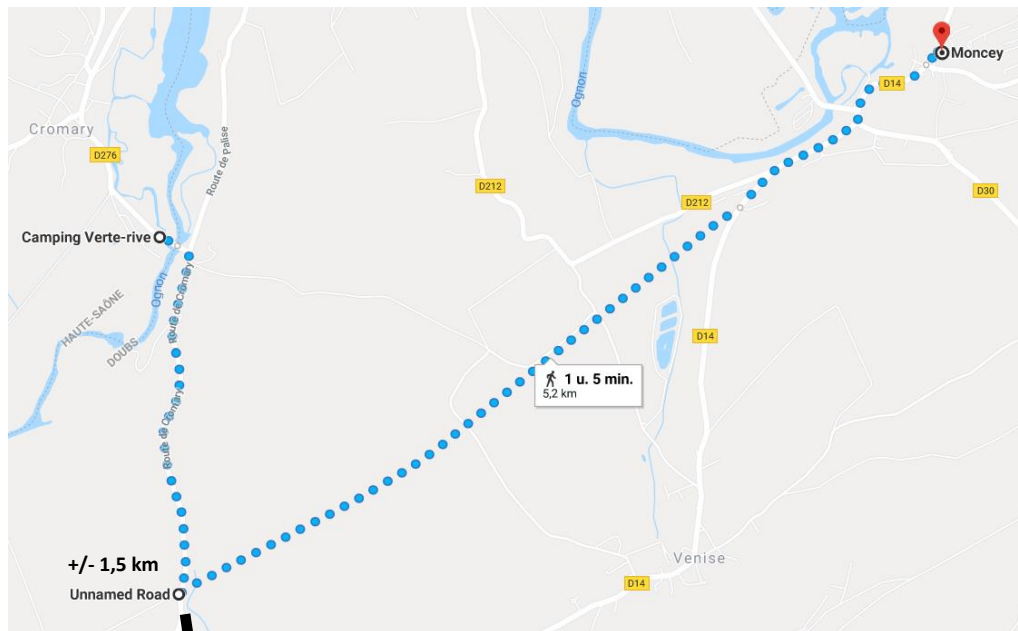 Moncey
D14
Ognon
Cromary
D276
Route de Palise
D212
D30
D212
Camping Verte-rive
Ognon
Route de Cromary
HAUTE-SAÔNE
DOUBS
D14
1 u. 5 min.
5,2 km
Route de Cromary
+/- 1,5 km
Venise
D14
Unnamed Road